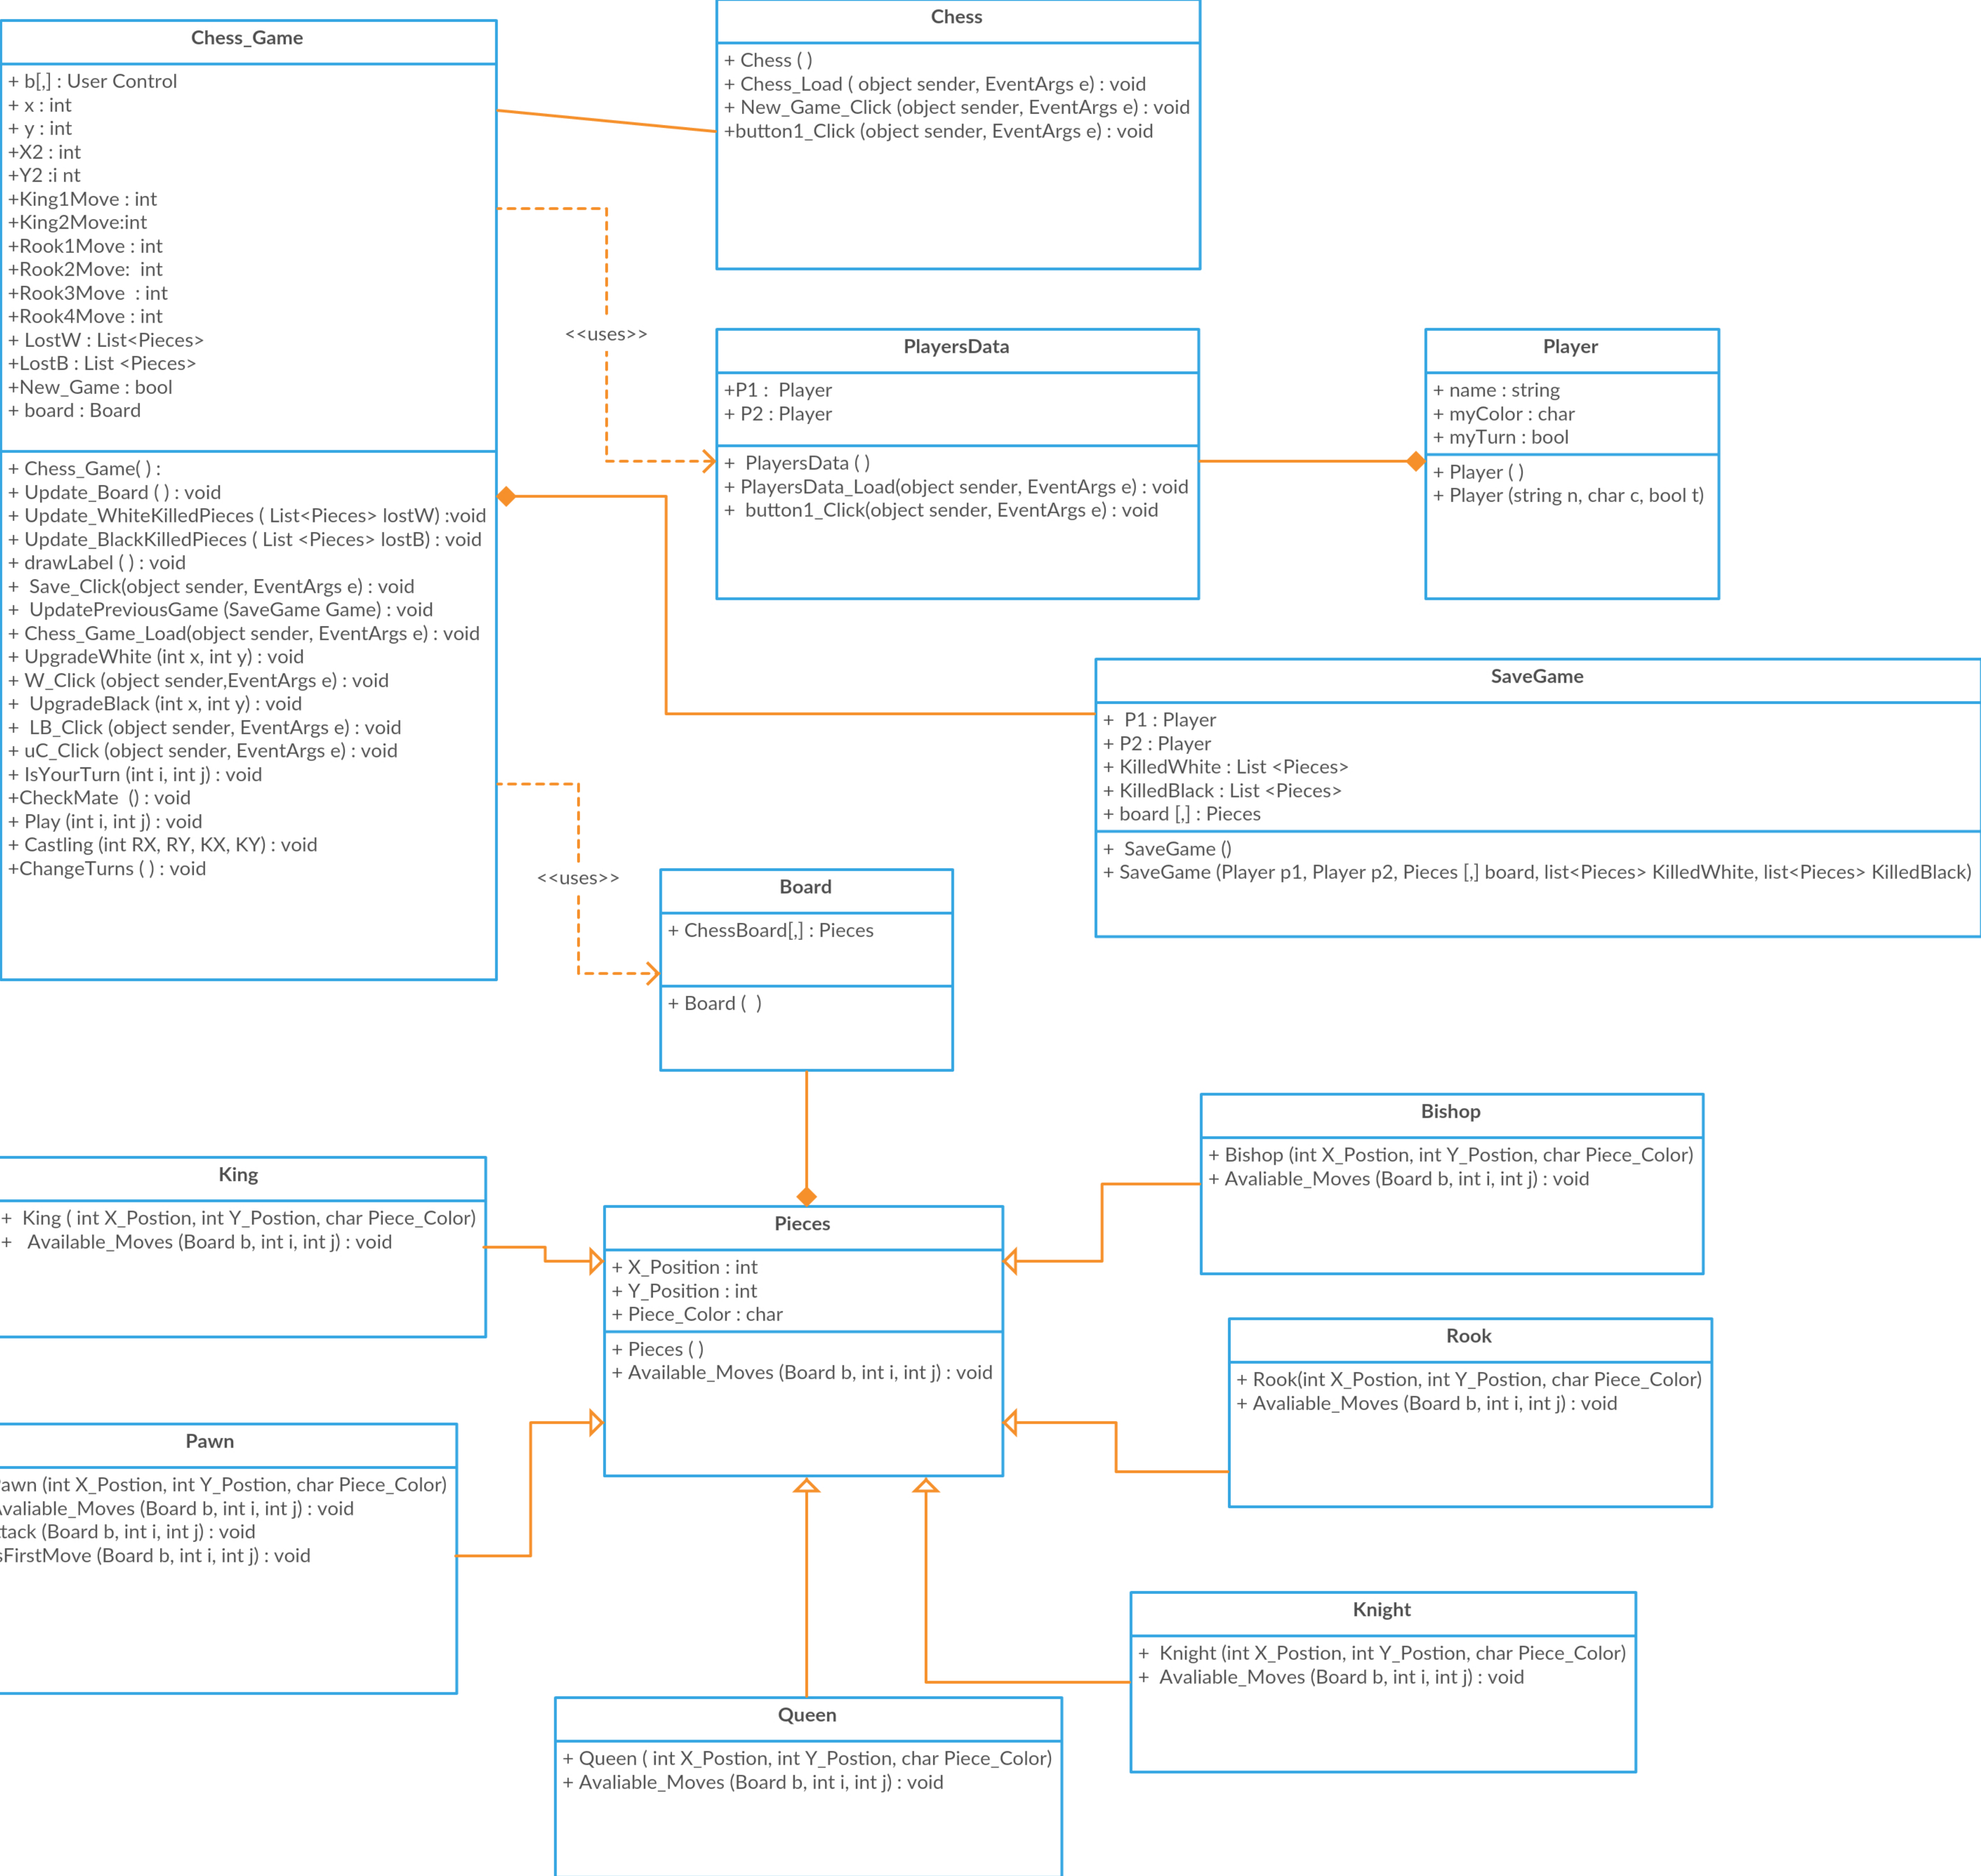 Chess_Game
+ b[,] : User Control
+ x : int
+ y : int
+X2 : int
+Y2 :i nt
+King1Move : int
+King2Move:int
+Rook1Move : int
+Rook2Move:  int
+Rook3Move  : int
+Rook4Move : int
+ LostW : List<Pieces>
+LostB : List <Pieces>
+New_Game : bool
+ board : Board
+ Chess_Game( ) :
+ Update_Board ( ) : void
+ Update_WhiteKilledPieces ( List<Pieces> lostW) :void
+ Update_BlackKilledPieces ( List <Pieces> lostB) : void
+ drawLabel ( ) : void
+  Save_Click(object sender, EventArgs e) : void
+  UpdatePreviousGame (SaveGame Game) : void
+ Chess_Game_Load(object sender, EventArgs e) : void
+ UpgradeWhite (int x, int y) : void
+ W_Click (object sender,EventArgs e) : void
+  UpgradeBlack (int x, int y) : void
+  LB_Click (object sender, EventArgs e) : void
+ uC_Click (object sender, EventArgs e) : void
+ IsYourTurn (int i, int j) : void
+CheckMate  () : void
+ Play (int i, int j) : void
+ Castling (int RX, RY, KX, KY) : void
+ChangeTurns ( ) : void
Chess
+ Chess ( )
+ Chess_Load ( object sender, EventArgs e) : void
+ New_Game_Click (object sender, EventArgs e) : void
+button1_Click (object sender, EventArgs e) : void
<<uses>>
PlayersData
+P1 :  Player
+ P2 : Player
+  PlayersData ( )
+ PlayersData_Load(object sender, EventArgs e) : void
+  button1_Click(object sender, EventArgs e) : void
Player
+ name : string
+ myColor : char
+ myTurn : bool
+ Player ( )
+ Player (string n, char c, bool t)
SaveGame
+  P1 : Player
+ P2 : Player
+ KilledWhite : List <Pieces>
+ KilledBlack : List <Pieces>
+ board [,] : Pieces
+  SaveGame ()
+ SaveGame (Player p1, Player p2, Pieces [,] board, list<Pieces> KilledWhite, list<Pieces> KilledBlack)
<<uses>>
Board
+ ChessBoard[,] : Pieces
+ Board (  )
King
+  King ( int X_Postion, int Y_Postion, char Piece_Color)
+   Available_Moves (Board b, int i, int j) : void
Pieces
+ X_Position : int
+ Y_Position : int
+ Piece_Color : char
+ Pieces ( )
+ Available_Moves (Board b, int i, int j) : void
Bishop
+ Bishop (int X_Postion, int Y_Postion, char Piece_Color)
+ Avaliable_Moves (Board b, int i, int j) : void
Rook
+ Rook(int X_Postion, int Y_Postion, char Piece_Color)
+ Avaliable_Moves (Board b, int i, int j) : void
Pawn
awn (int X_Postion, int Y_Postion, char Piece_Color)
Avaliable_Moves (Board b, int i, int j) : void
ttack (Board b, int i, int j) : void
sFirstMove (Board b, int i, int j) : void
Knight
+  Knight (int X_Postion, int Y_Postion, char Piece_Color)
+  Avaliable_Moves (Board b, int i, int j) : void
Queen
+ Queen ( int X_Postion, int Y_Postion, char Piece_Color)
+ Avaliable_Moves (Board b, int i, int j) : void